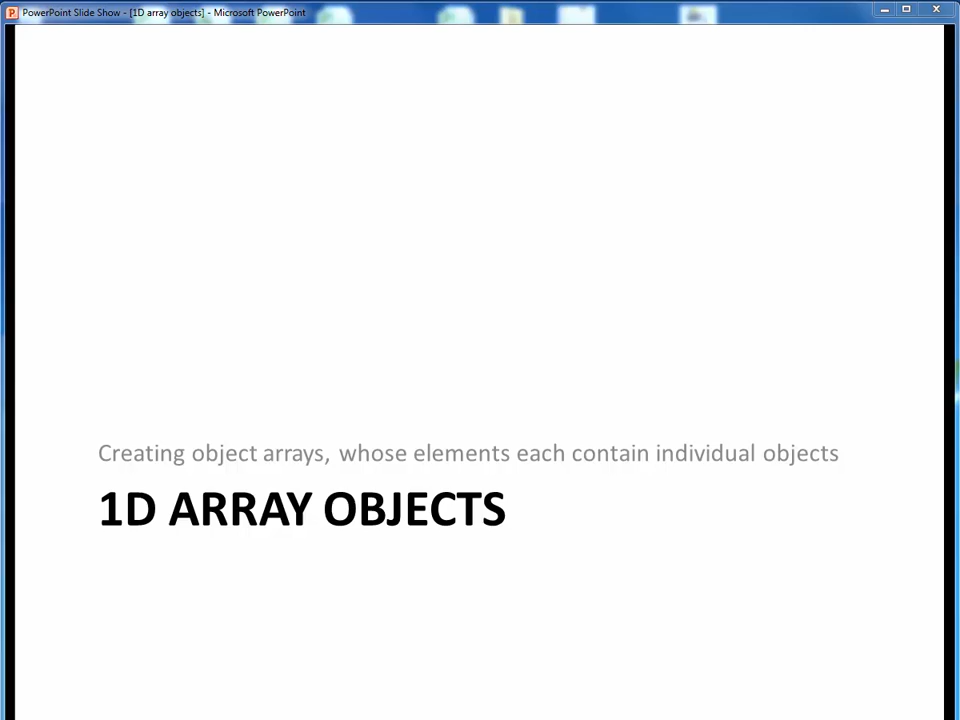 PowerPoint Slide Show - [1D array objects] - Microsoft PowerPoint
Creating object arrays, whose elements each contain individual objects
1D ARRAY OBJECTS